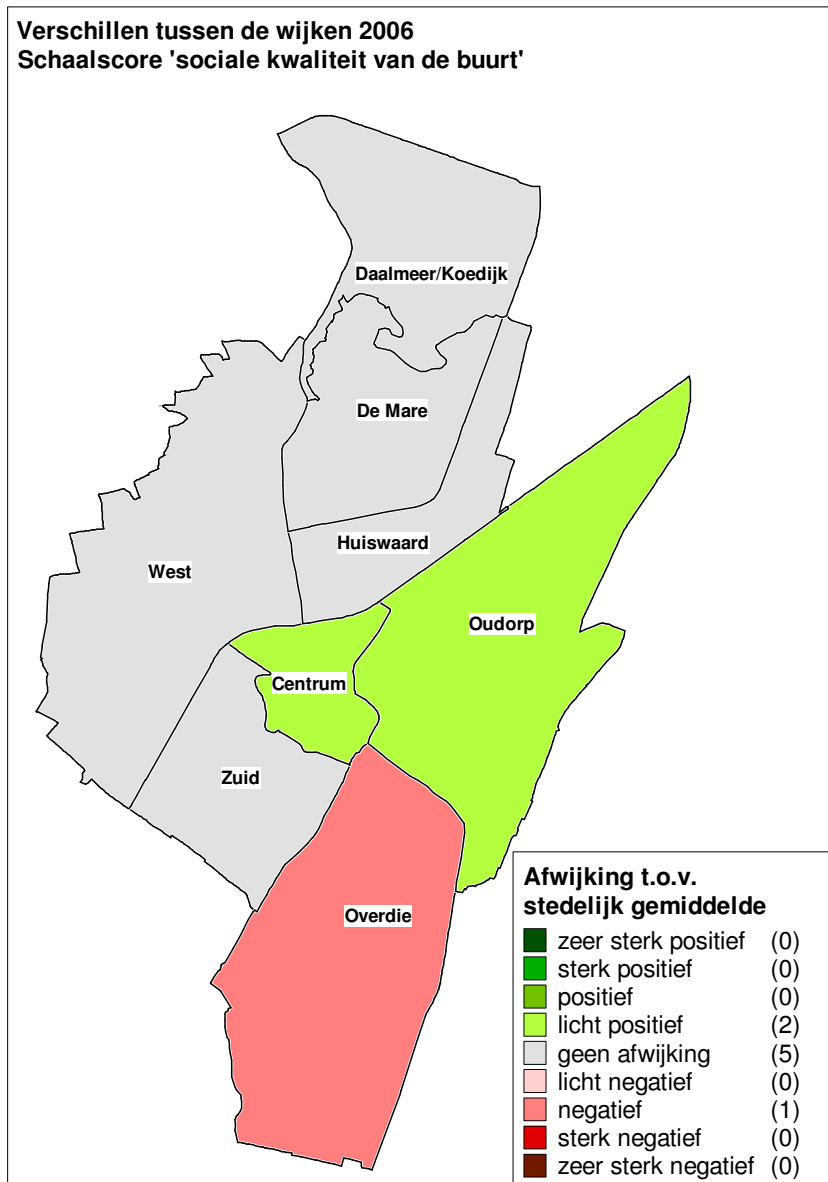 Verschillen tussen de wijken 2006
Schaalscore 'sociale kwaliteit van de buurt'
Daalmeer/Koedijk
De Mare
Huiswaard
West
Oudorp
Centrum
Zuid
Overdie
Afwijking t.o.v.
stedelijk gemiddelde
zeer sterk positief (0)
sterk positief (0)
positief (0)
licht positief (2)
geen afwijking (5)
licht negatief (0)
negatief (1)
sterk negatief (0)
zeer sterk negatief (0)